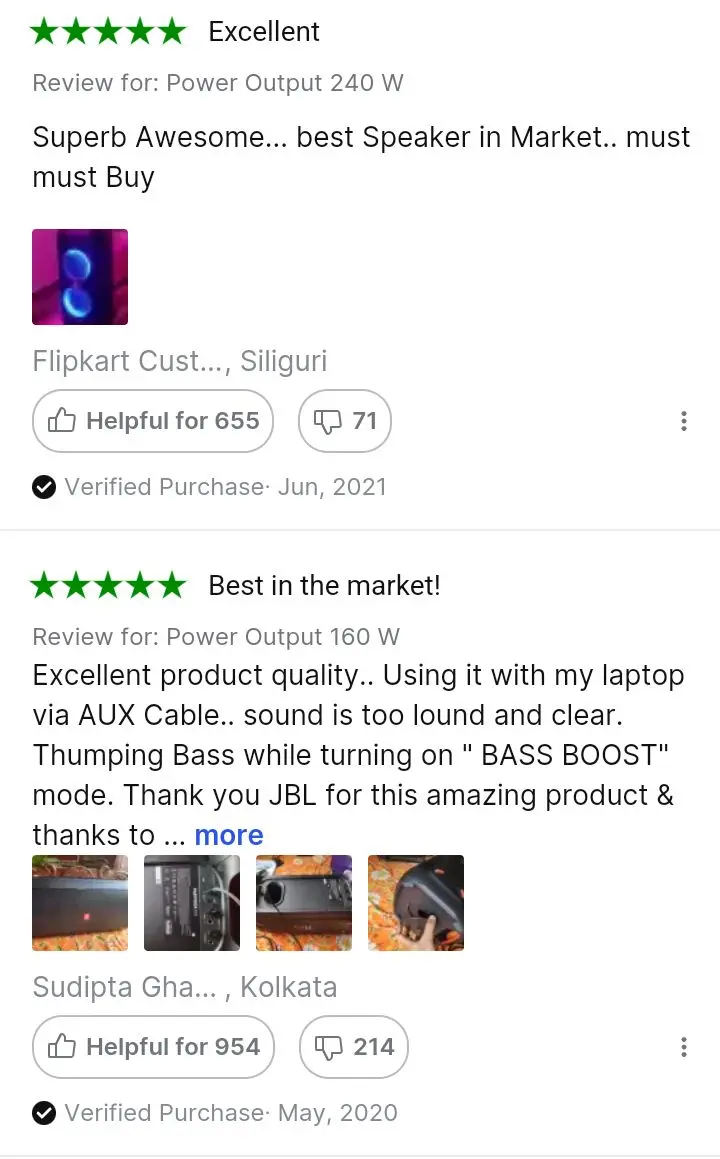 Excellent
Review for: Power Output 240 W
Superb Awesome... best Speaker in Market.. must
must Buy
Flipkart Cust..., Siliguri
Helpful for 655
71
Verified Purchase· Jun, 2021
Best in the market!
Review for: Power Output 160 W
Excellent product quality.. Using it with my laptop
via AUX Cable.. sound is too lound and clear.
Thumping Bass while turning on " BASS BOOST"
mode. Thank you JBL for this amazing product &
thanks to ... more
Sudipta Gha... , Kolkata
Helpful for 954
214
Verified Purchase· May, 2020